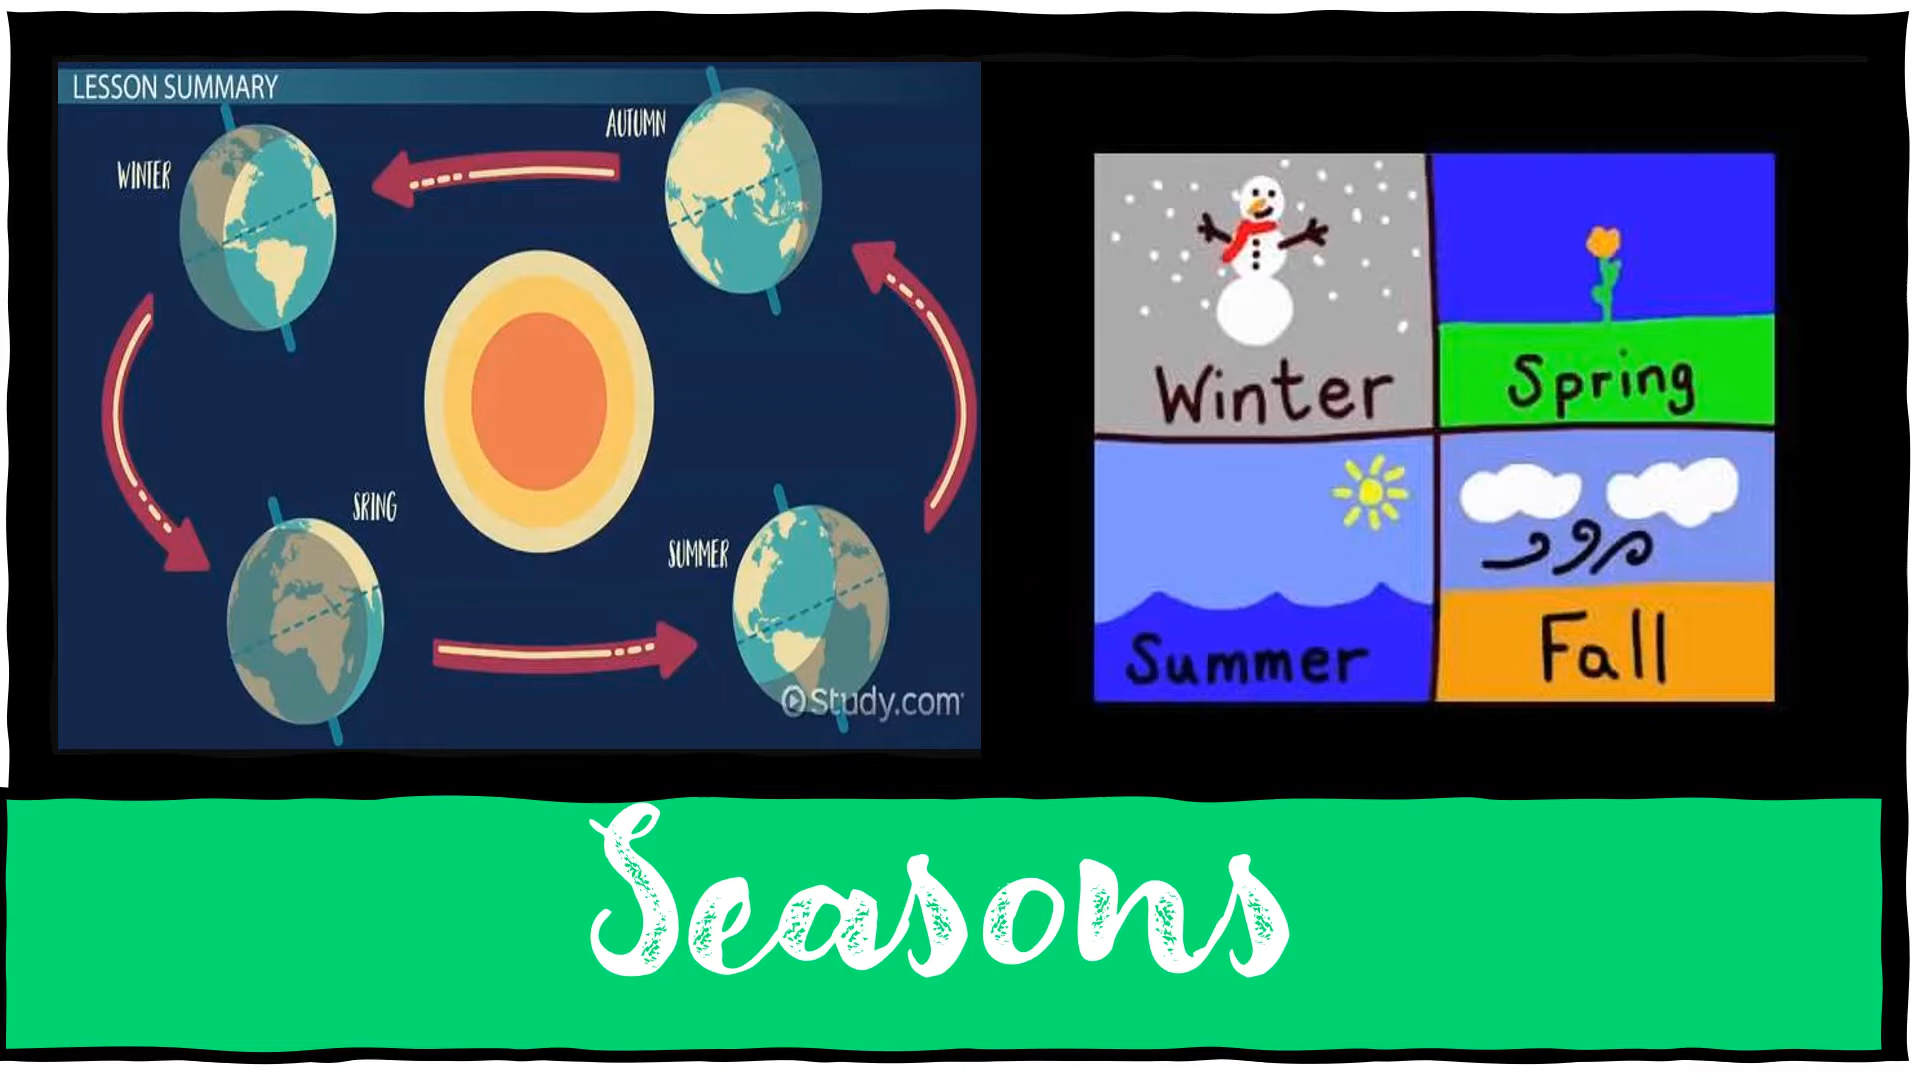 LESSON SUMMARY
AUTUMN
WINTER
SRING
SUMMER
Study.com
Winter
Spring
Summer
Fall
Seasons